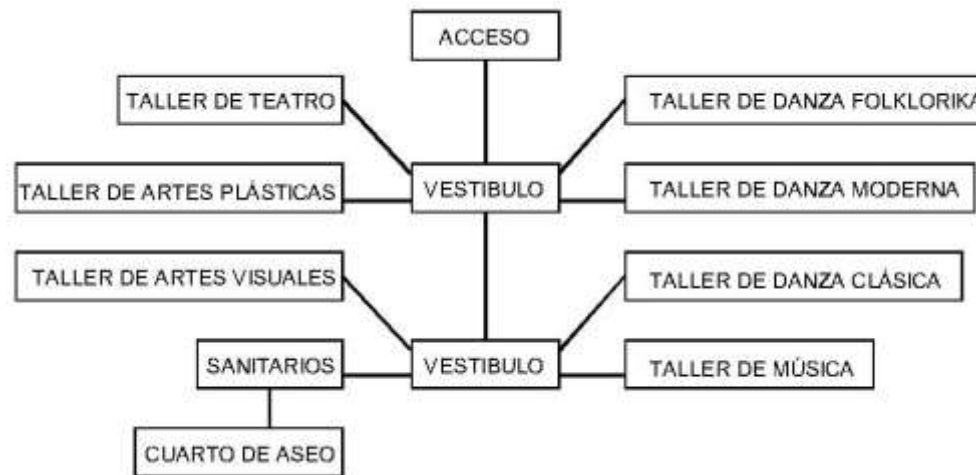 ACCESO
TALLER DE TEATRO
TALLER DE DANZA FOLKLORIKA
TALLER DE ARTES PLÁSTICAS
VESTIBULO
TALLER DE DANZA MODERNA
TALLER DE ARTES VISUALES
TALLER DE DANZA CLÁSICA
SANITARIOS
VESTIBULO
TALLER DE MÚSICA
CUARTO DE ASEO